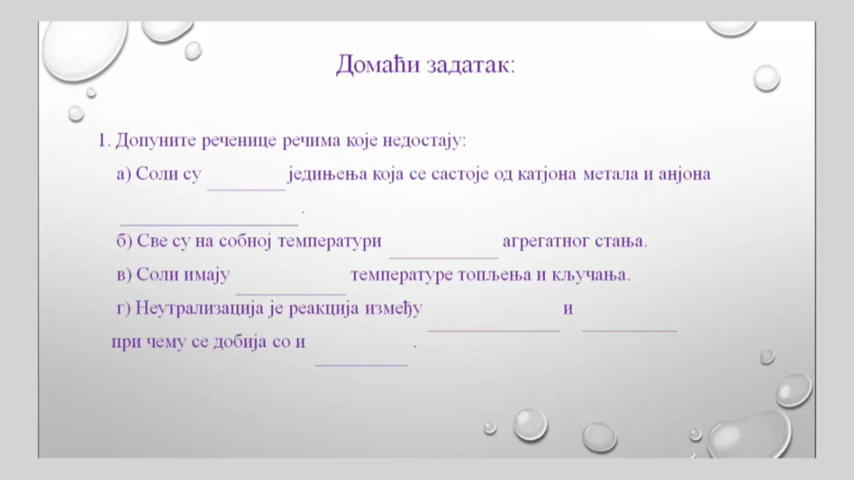 Домаћи задатак:
1. Допуните реченице речима које недостају:
а) Соли су ________ једињења која се састоје од катјона метала и анјона
__________________ .
б) Све су на собној температури ___________ агрегатног стања.
в) Соли имају ___________ температуре топљења и кључања.
г) Неутрализација је реакција између _____________ и __________
при чему се добија со и _________ .